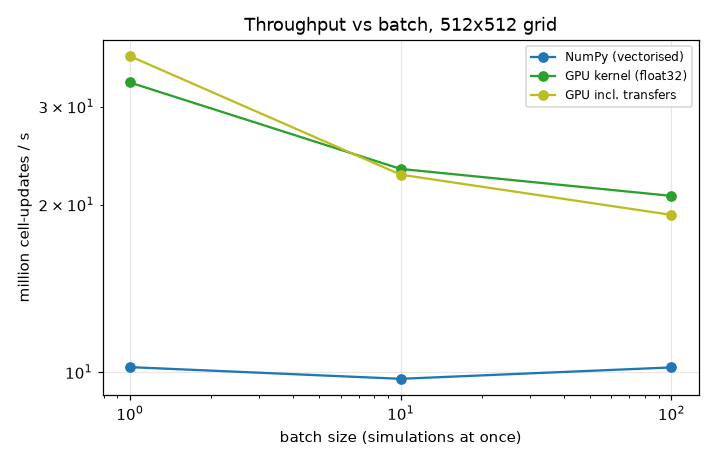 Throughput vs batch, 512x512 grid
NumPy (vectorised)
GPU kernel (float32)
GPU incl. transfers
million cell-updates / s
3 × 10¹
2 × 10¹
10¹
10⁰
10¹
10²
batch size (simulations at once)